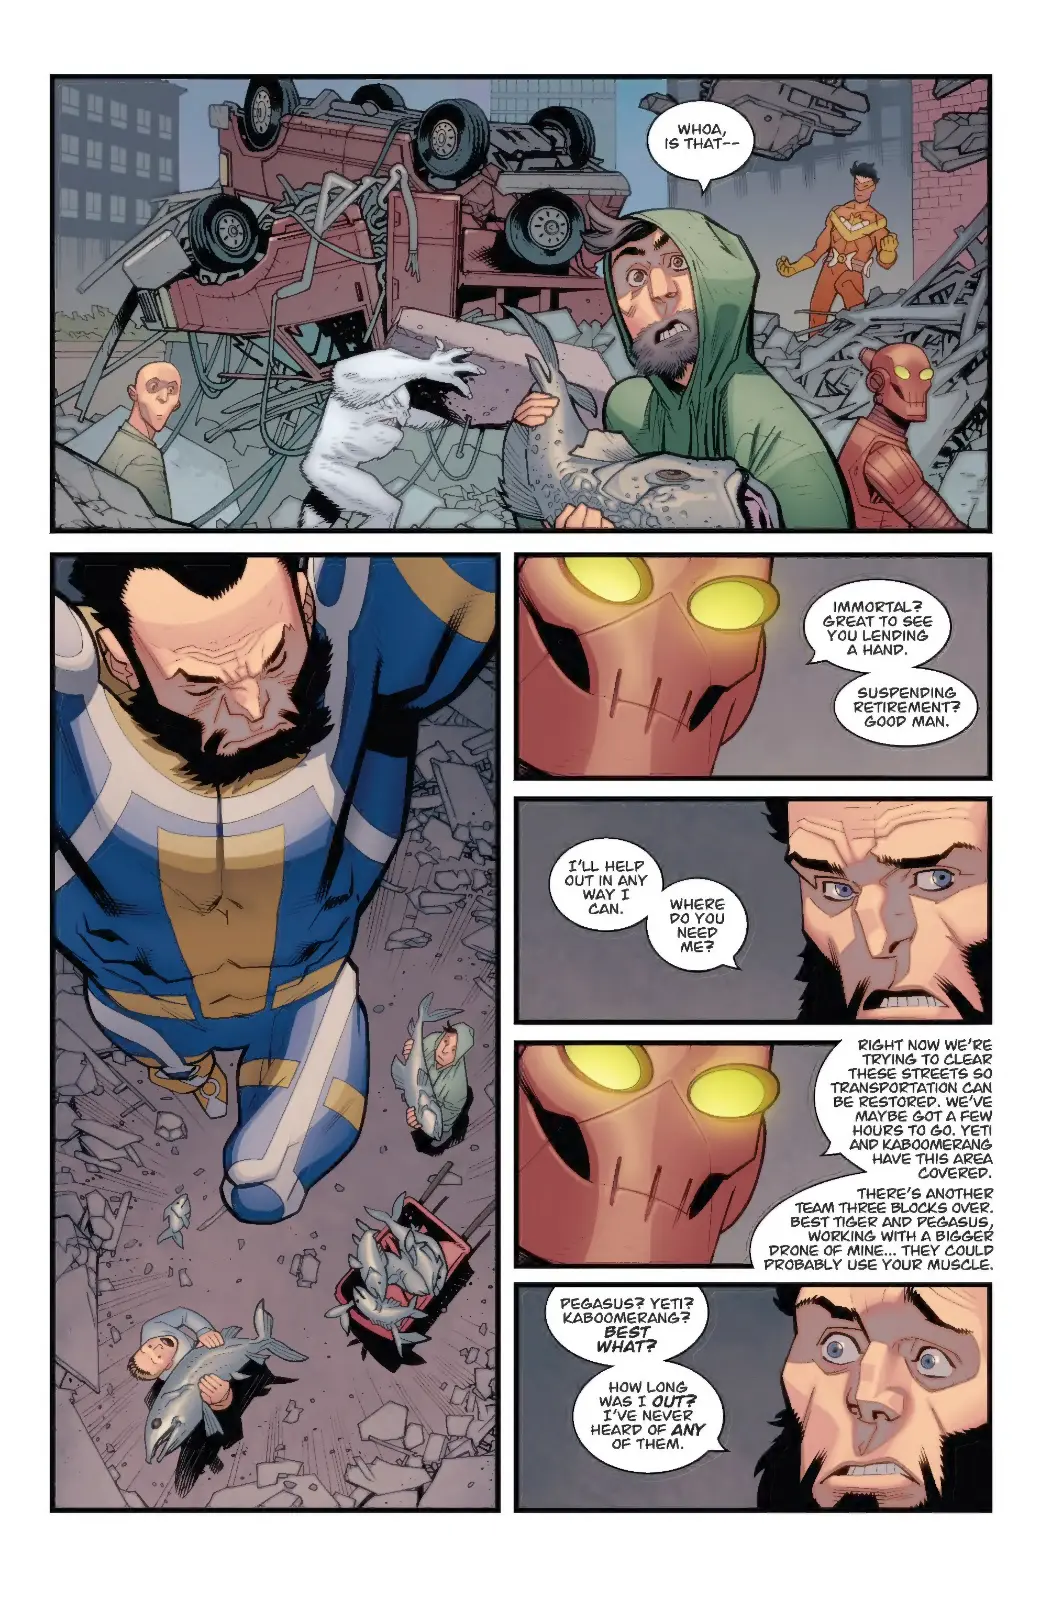 WHOA,
IS THAT--
IMMORTAL?
GREAT TO SEE
YOU LENDING
A HAND.
SUSPENDING
RETIREMENT?
GOOD MAN.
I'LL HELP
OUT IN ANY
WAY I
CAN.
WHERE
DO YOU
NEED
ME?
RIGHT NOW WE'RE
TRYING TO CLEAR
THESE STREETS SO
TRANSPORTATION CAN
BE RESTORED. WE'VE
MAYBE GOT A FEW
HOURS TO GO. YETI
AND KABOOMERANG
HAVE THIS AREA
COVERED.
THERE'S ANOTHER
TEAM THREE BLOCKS OVER.
BEST TIGER AND PEGASUS,
WORKING WITH A BIGGER
DRONE OF MINE... THEY COULD
PROBABLY USE YOUR MUSCLE.
PEGASUS? YETI?
KABOOMERANG?
BEST
WHAT?
HOW LONG
WAS I OUT?
I'VE NEVER
HEARD OF ANY
OF THEM.